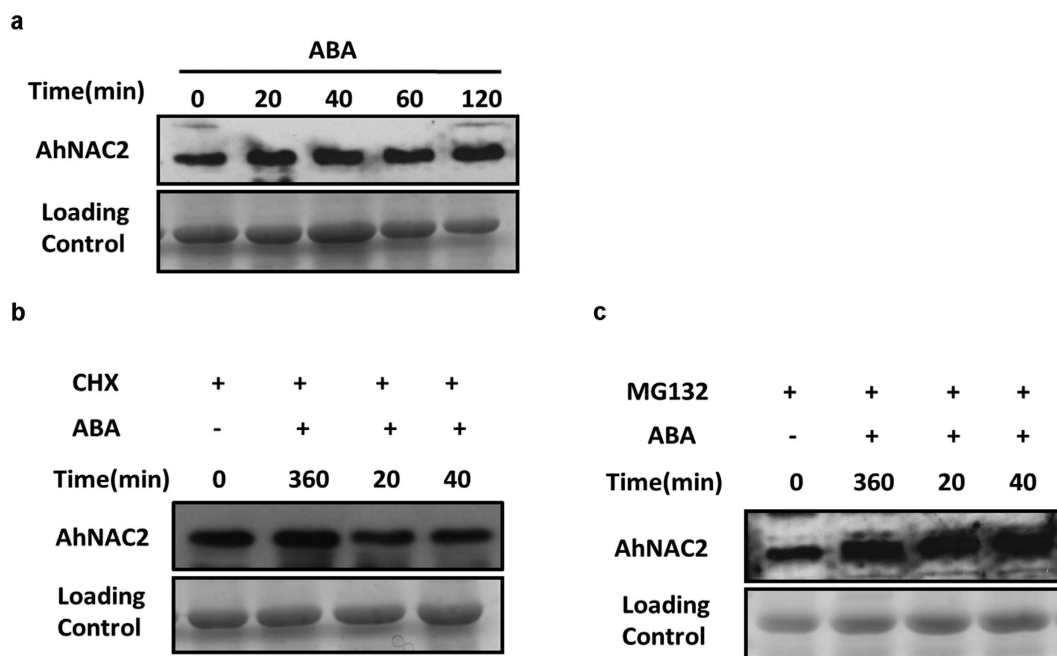 a
ABA
Time(min) 0 20 40 60 120
AhNAC2
Loading
Control
b
CHX + + + +
ABA - + + +
Time(min) 0 360 20 40
AhNAC2
Loading
Control
c
MG132 + + + +
ABA - + + +
Time(min) 0 360 20 40
AhNAC2
Loading
Control